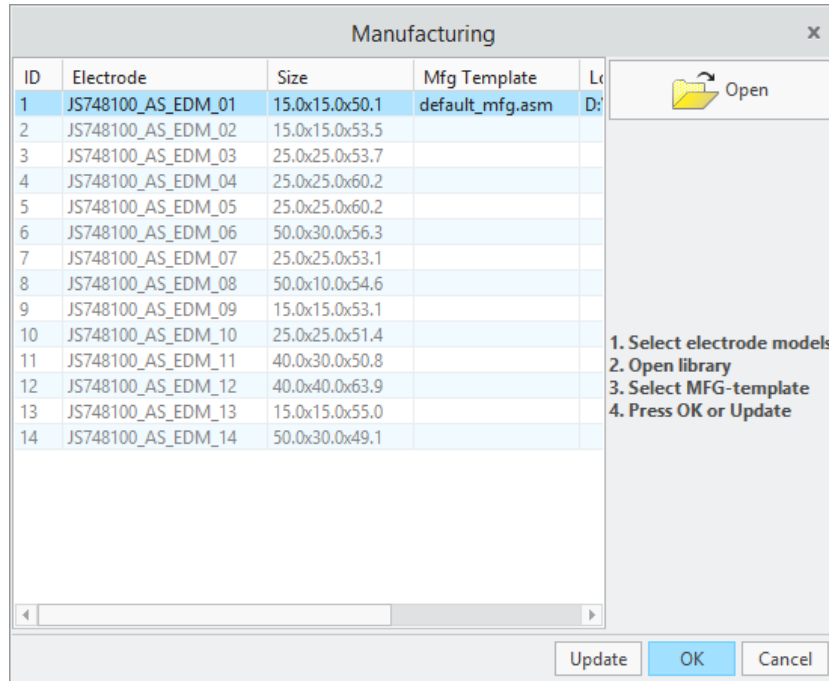 Manufacturing
ID Electrode Size Mfg Template Lo
1 JS748100_AS_EDM_01 15.0x15.0x50.1 default_mfg.asm D:\
2 JS748100_AS_EDM_02 15.0x15.0x53.5
3 JS748100_AS_EDM_03 25.0x25.0x53.7
4 JS748100_AS_EDM_04 25.0x25.0x60.2
5 JS748100_AS_EDM_05 25.0x25.0x60.2
6 JS748100_AS_EDM_06 50.0x30.0x56.3
7 JS748100_AS_EDM_07 25.0x25.0x53.1
8 JS748100_AS_EDM_08 50.0x10.0x54.6
9 JS748100_AS_EDM_09 15.0x15.0x53.1
10 JS748100_AS_EDM_10 25.0x25.0x51.4
11 JS748100_AS_EDM_11 40.0x30.0x50.8
12 JS748100_AS_EDM_12 40.0x40.0x63.9
13 JS748100_AS_EDM_13 15.0x15.0x55.0
14 JS748100_AS_EDM_14 50.0x30.0x49.1
Open
1. Select electrode models
2. Open library
3. Select MFG-template
4. Press OK or Update
Update OK Cancel